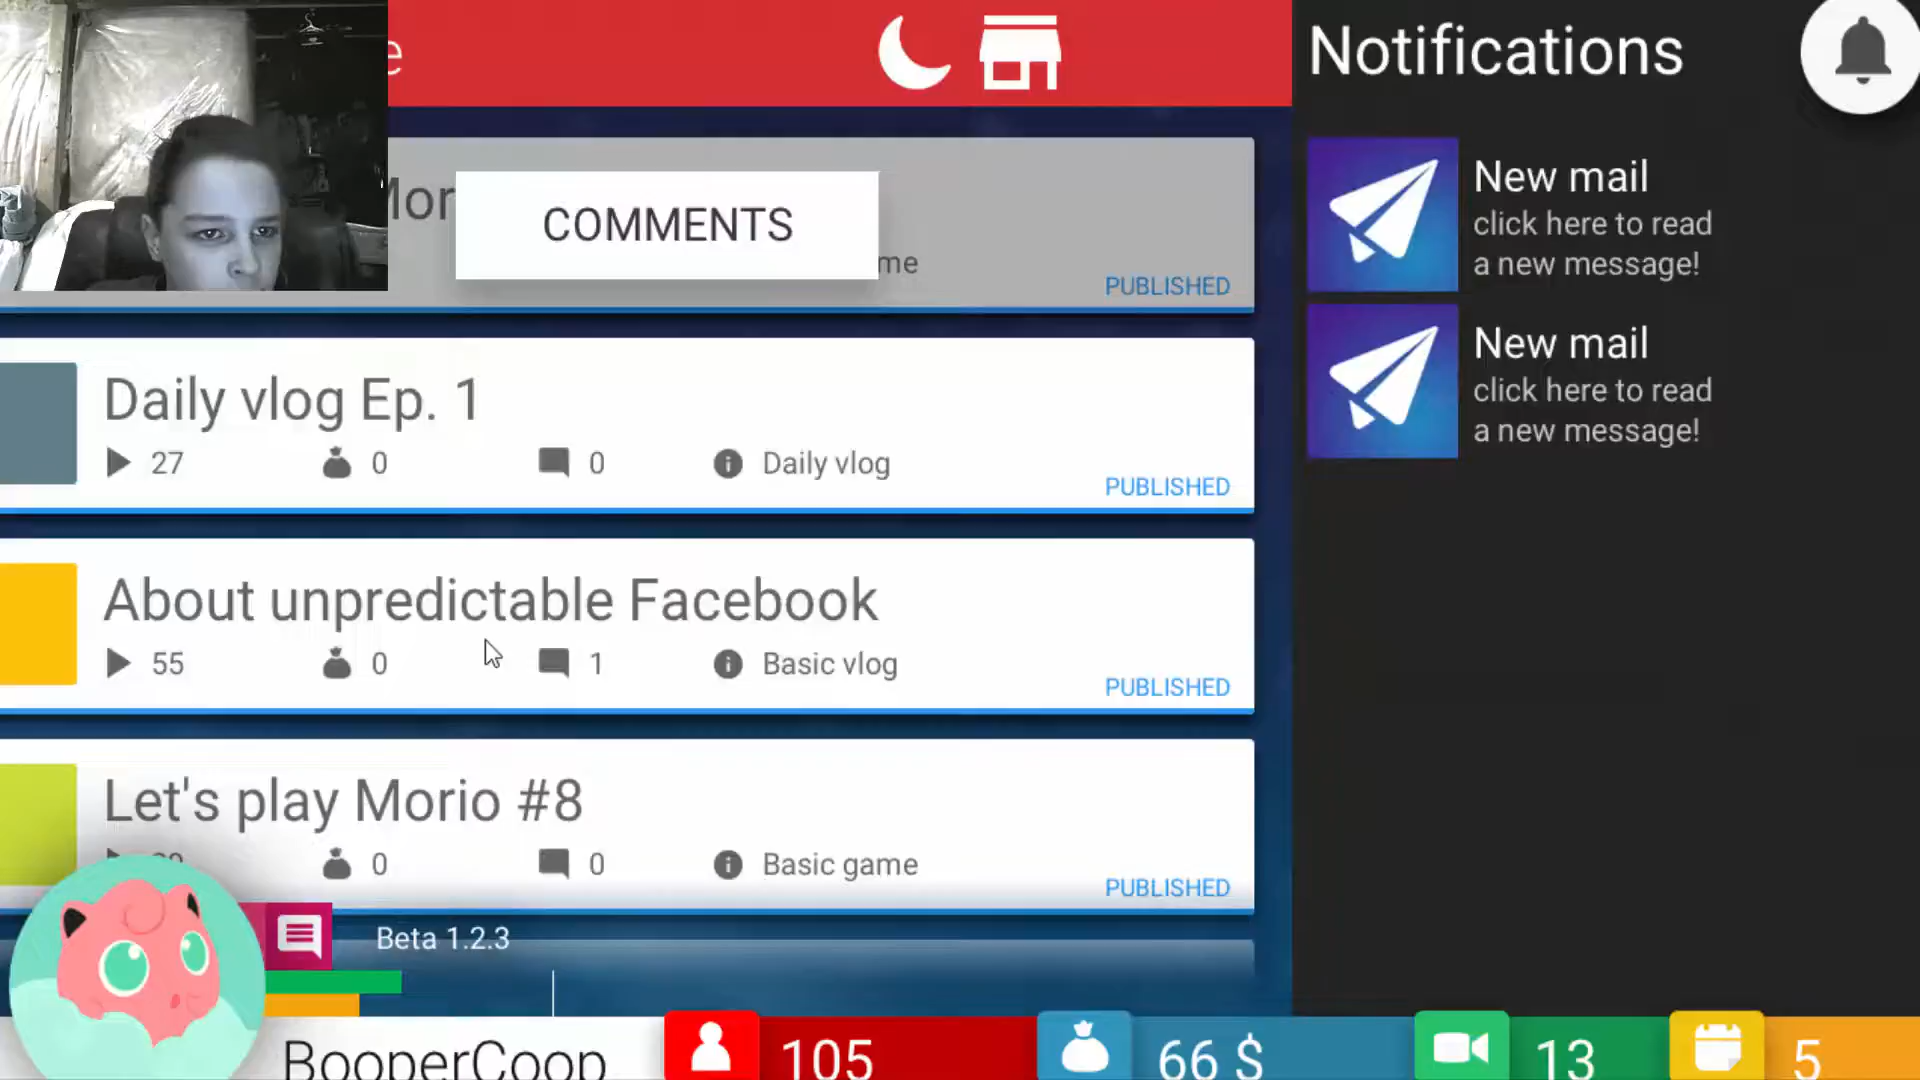 e
Notifications
Mor
COMMENTS
me
PUBLISHED
New mail
click here to read
a new message!
Daily vlog Ep. 1
27 0 0 Daily vlog
PUBLISHED
New mail
click here to read
a new message!
About unpredictable Facebook
55 0 1 Basic vlog
PUBLISHED
Let's play Morio #8
0 0 Basic game
PUBLISHED
Beta 1.2.3
BooperCoop
105
66 $
13
5